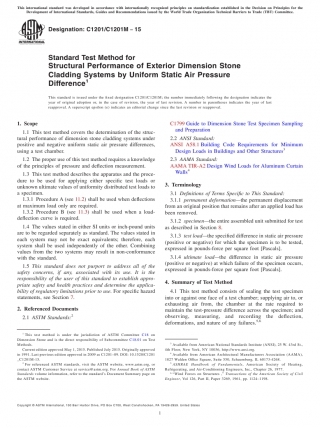 This international standard was developed in accordance with internationally recognized principles on standardization established in the Decision on Principles for the
Development of International Standards, Guides and Recommendations issued by the World Trade Organization Technical Barriers to Trade (TBT) Committee.
Designation: C1201/C1201M − 15
Standard Test Method for
Structural Performance of Exterior Dimension Stone
Cladding Systems by Uniform Static Air Pressure
Difference1
This standard is issued under the fixed designation C1201/C1201M; the number immediately following the designation indicates the
year of original adoption or, in the case of revision, the year of last revision. A number in parentheses indicates the year of last
reapproval. A superscript epsilon (´) indicates an editorial change since the last revision or reapproval.
1. Scope
1.1 This test method covers the determination of the struc-
tural performance of dimension stone cladding systems under
positive and negative uniform static air pressure differences,
using a test chamber.
1.2 The proper use of this test method requires a knowledge
of the principles of pressure and deflection measurement.
1.3 This test method describes the apparatus and the proce-
dure to be used for applying either specific test loads or
unknown ultimate values of uniformly distributed test loads to
a specimen.
1.3.1 Procedure A (see 11.2) shall be used when deflections
at maximum load only are required.
1.3.2 Procedure B (see 11.3) shall be used when a load-
deflection curve is required.
1.4 The values stated in either SI units or inch-pound units
are to be regarded separately as standard. The values stated in
each system may not be exact equivalents; therefore, each
system shall be used independently of the other. Combining
values from the two systems may result in non-conformance
with the standard.
1.5 This standard does not purport to address all of the
safety concerns, if any, associated with its use. It is the
responsibility of the user of this standard to establish appro-
priate safety and health practices and determine the applica-
bility of regulatory limitations prior to use. For specific hazard
statements, see Section 7.
2. Referenced Documents
2.1 ASTM Standards:2
1 This test method is under the jurisdiction of ASTM Committee C18 on
Dimension Stone and is the direct responsibility of Subcommittee C18.01 on Test
Methods.
Current edition approved May 1, 2015. Published July 2015. Originally approved
in 1991. Last previous edition approved in 2009 as C1201–09. DOI: 10.1520/C1201
_C1201M-15.
2 For referenced ASTM standards, visit the ASTM website, www.astm.org, or
contact ASTM Customer Service at service@astm.org. For Annual Book of ASTM
Standards volume information, refer to the standard's Document Summary page on
the ASTM website.
C1799 Guide to Dimension Stone Test Specimen Sampling
and Preparation
2.2 ANSI Standard:
ANSI A58.1 Building Code Requirements for Minimum
Design Loads in Buildings and Other Structures3
2.3 AAMA Standard:
AAMA TIR-A2 Design Wind Loads for Aluminum Curtain
Walls4
3. Terminology
3.1 Definitions of Terms Specific to This Standard:
3.1.1 permanent deformation—the permanent displacement
from an original position that remains after an applied load has
been removed.
3.1.2 specimen—the entire assembled unit submitted for test
as described in Section 8.
3.1.3 test load—the specified difference in static air pressure
(positive or negative) for which the specimen is to be tested,
expressed in pounds-force per square foot [Pascals].
3.1.4 ultimate load—the difference in static air pressure
(positive or negative) at which failure of the specimen occurs,
expressed in pounds-force per square foot [Pascals].
4. Summary of Test Method
4.1 This test method consists of sealing the test specimen
into or against one face of a test chamber, supplying air to, or
exhausting air from, the chamber at the rate required to
maintain the test-pressure difference across the specimen; and
observing, measuring, and recording the deflection,
deformations, and nature of any failures.5,6
3 Available from American National Standards Institute (ANSI), 25 W. 43rd St.,
4th Floor, New York, NY 10036, http://www.ansi.org.
4 Available from American Architectural Manufacturers Association (AAMA),
1827 Walden Office Square, Suite 550, Schaumburg, IL 60173-4268.
5 ASHRAE Handbook of Fundamentals, American Society of Heating,
Refrigerating, and Air-Conditioning Engineers, Inc., Chapter 26, 1977.
6 "Wind Forces on Structures," Transactions of the American Society of Civil
Engineers, Vol 126, Part II, Paper 3269, 1961, pp. 1124–1198.
Copyright © ASTM International, 100 Barr Harbor Drive, PO Box C700, West Conshohocken, PA 19428-2959. United States
1